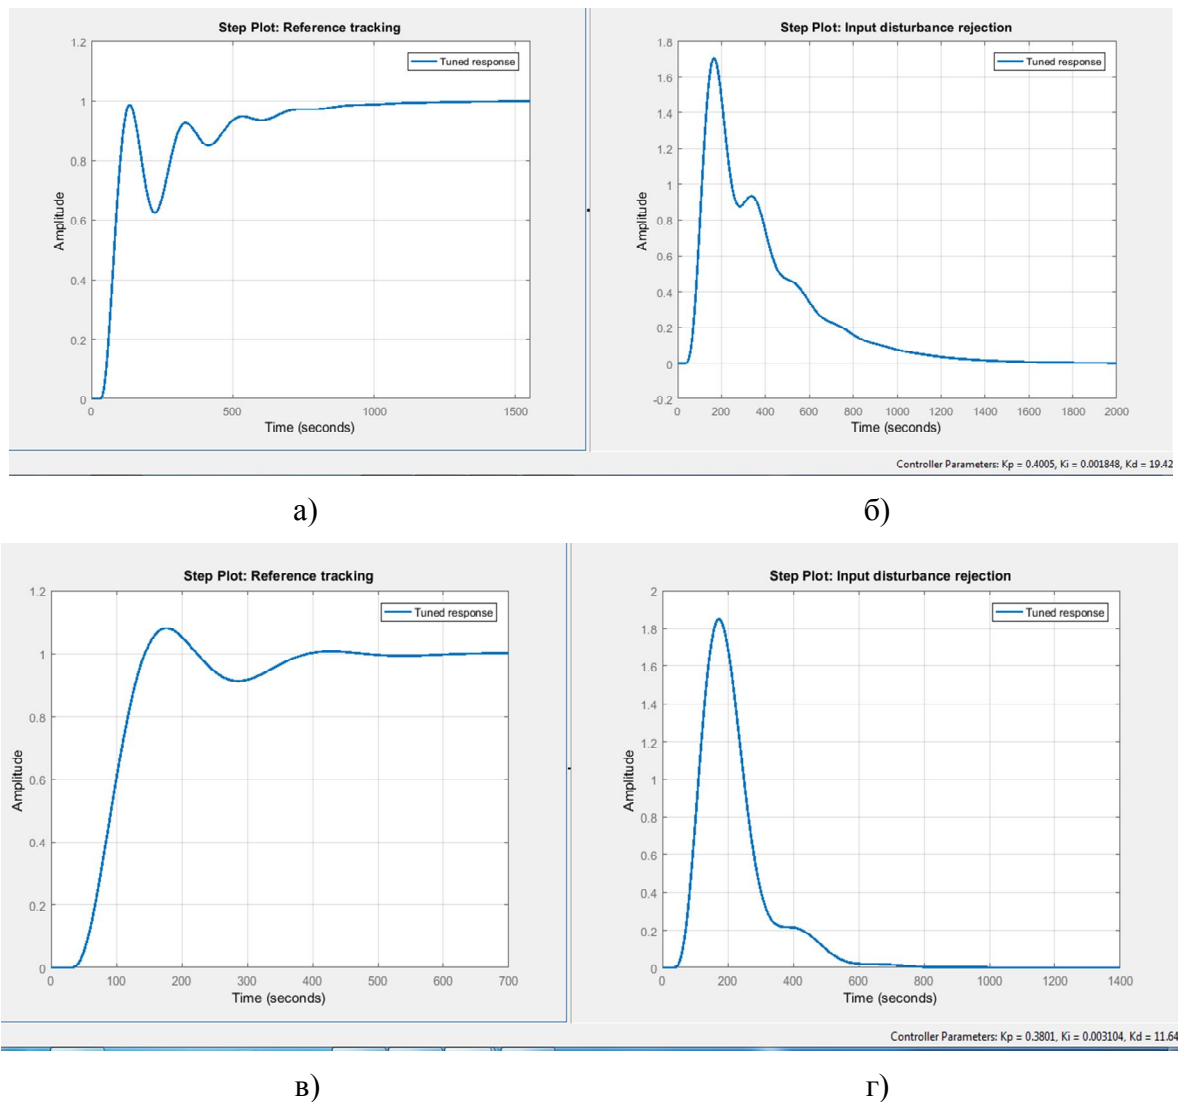 Step Plot: Reference tracking
Tuned response
1.2
1
0.8
0.6
0.4
0.2
0
Amplitude
0 500 1000 1500
Time (seconds)
Step Plot: Input disturbance rejection
Tuned response
1.8
1.6
1.4
1.2
1
0.8
0.6
0.4
0.2
0
-0.2
Amplitude
0 200 400 600 800 1000 1200 1400 1600 1800 2000
Time (seconds)
Controller Parameters: Kp = 0.4005, Ki = 0.001848, Kd = 19.42
а) б)
Step Plot: Reference tracking
Tuned response
1.2
1
0.8
0.6
0.4
0.2
0
Amplitude
0 100 200 300 400 500 600 700
Time (seconds)
Step Plot: Input disturbance rejection
Tuned response
2
1.8
1.6
1.4
1.2
1
0.8
0.6
0.4
0.2
0
Amplitude
0 200 400 600 800 1000 1200 1400
Time (seconds)
Controller Parameters: Kp = 0.3801, Ki = 0.003104, Kd = 11.64
в) г)